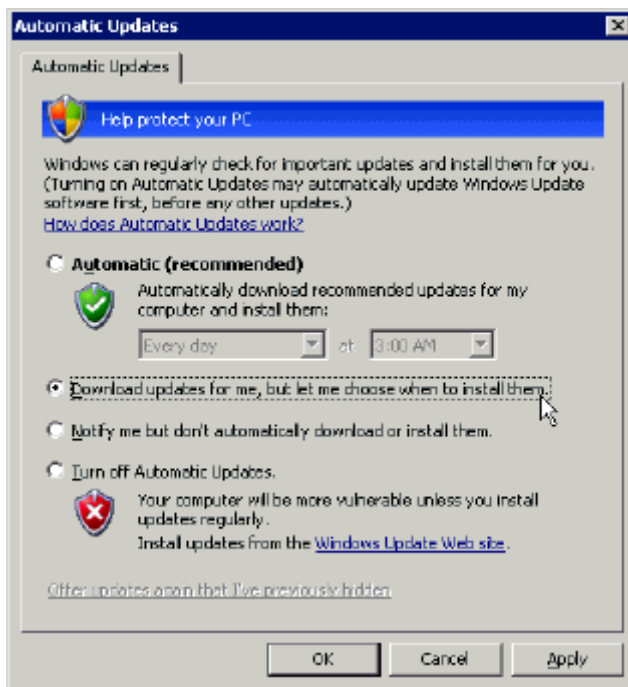 Automatic Updates
Automatic Updates
Help protect your PC
Windows can regularly check for important updates and install them for you.
(Turning on Automatic Updates may automatically update Windows Update
software first, before any other updates.)
How does Automatic Updates work?
Automatic (recommended)
Automatically download recommended updates for my
computer and install them:
Every day at 3:00 AM
Download updates for me, but let me choose when to install them.
Notify me but don't automatically download or install them.
Turn off Automatic Updates.
Your computer will be more vulnerable unless you install
updates regularly.
Install updates from the Windows Update Web site.
Offer updates again that I've previously hidden
OK Cancel Apply